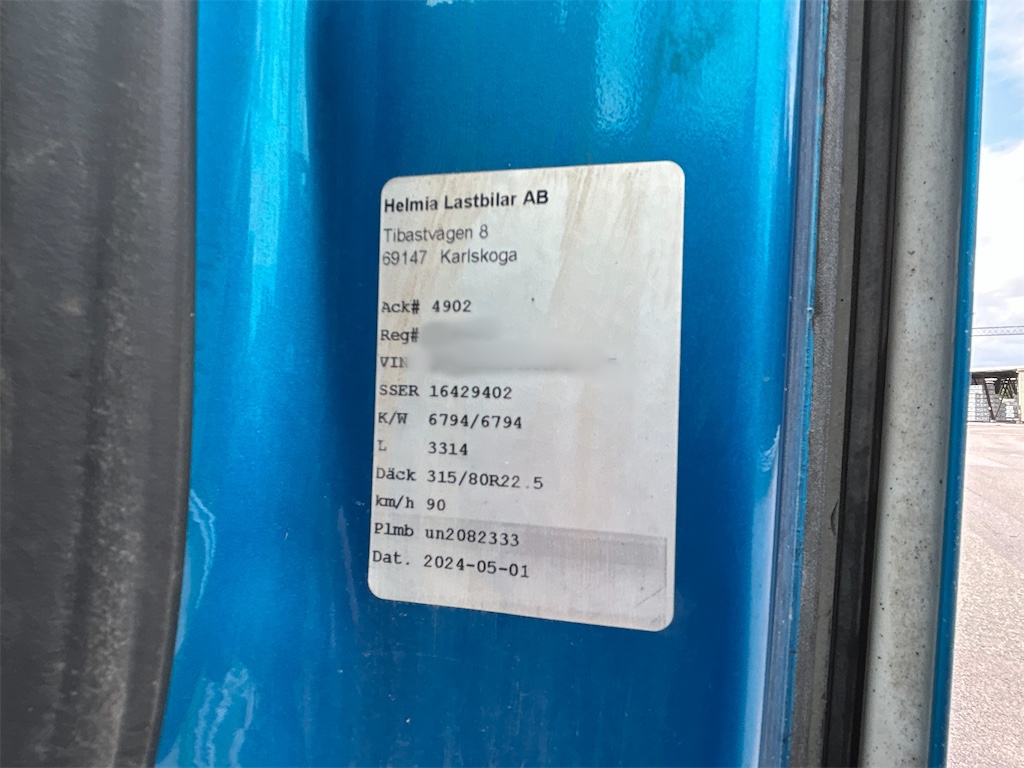 Helmia Lastbilar AB
Tibastvägen 8
69147 Karlskoga
Ack# 4902
Reg#
VIN
SSER 16429402
K/W 6794/6794
L 3314
Däck 315/80R22.5
km/h 90
Plmb un2082333
Dat. 2024-05-01